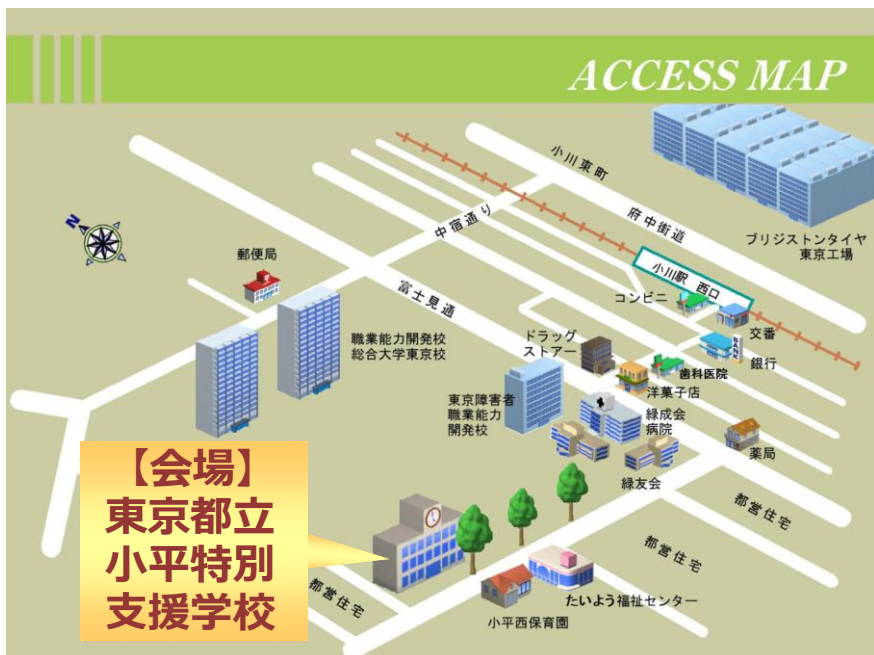 ACCESS MAP
小川東町
府中街道
ブリジストンタイヤ
東京工場
中宿通り
N
郵便局
小川駅 西口
コンビニ
交番
富士見通
職業能力開発校
総合大学東京校
ドラッグ
ストアー
BANK
銀行
歯科医院
洋菓子店
東京障害者
職業能力
開発校
緑成会
病院
薬局
緑友会
都営住宅
都営住宅
【会場】
東京都立
小平特別
支援学校
都営住宅
たいよう福祉センター
小平西保育園